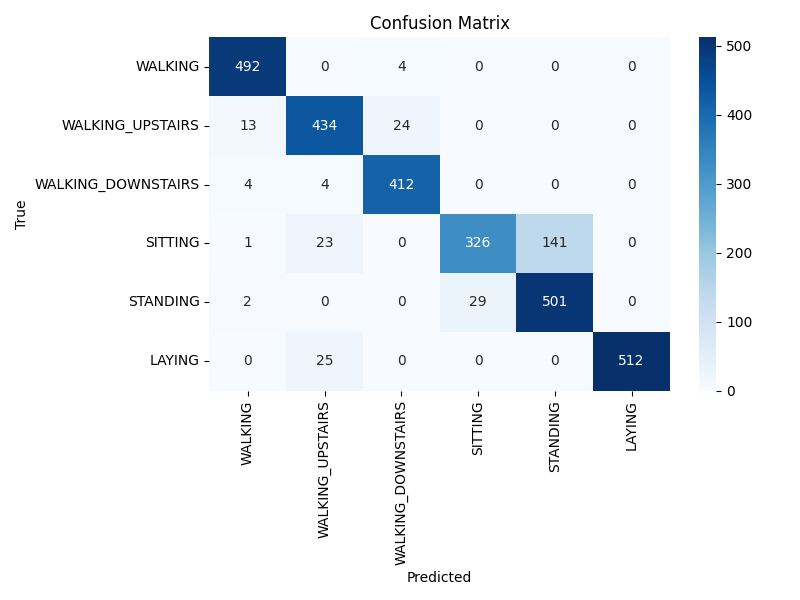 Confusion Matrix
True
WALKING 492 0 4 0 0 0
WALKING_UPSTAIRS 13 434 24 0 0 0
WALKING_DOWNSTAIRS 4 4 412 0 0 0
SITTING 1 23 0 326 141 0
STANDING 2 0 0 29 501 0
LAYING 0 25 0 0 0 512
WALKING
WALKING_UPSTAIRS
WALKING_DOWNSTAIRS
SITTING
STANDING
LAYING
Predicted
500
400
300
200
100
0